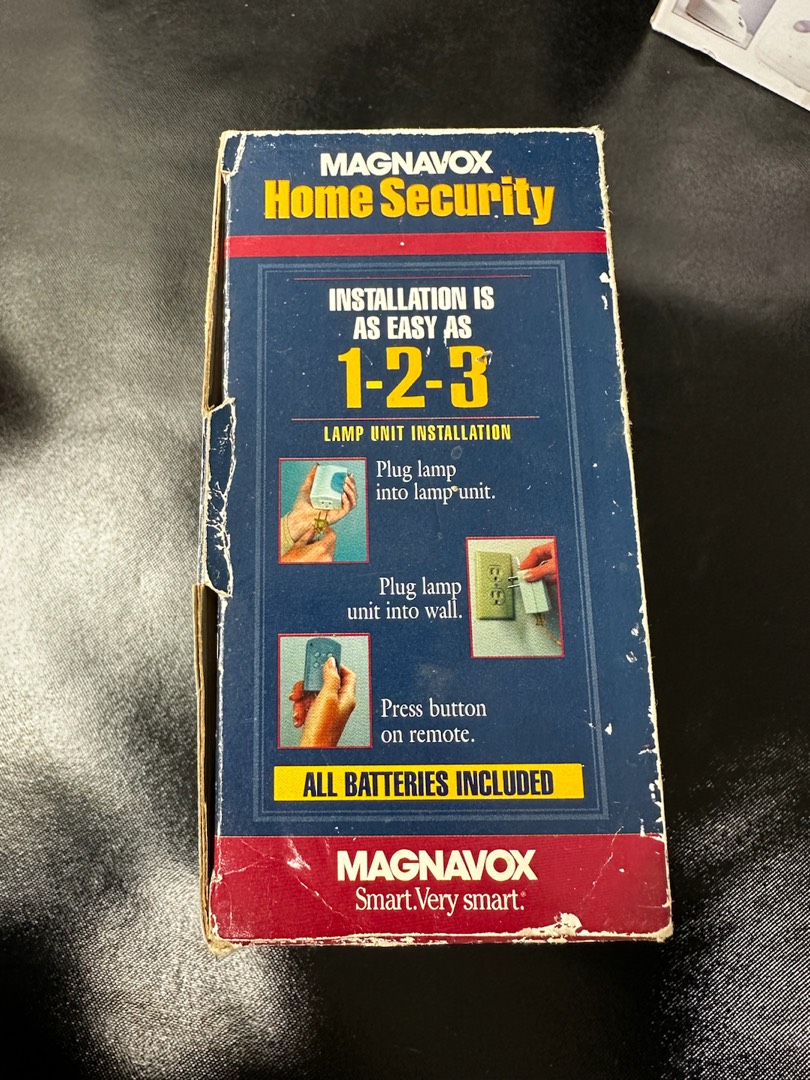 MAGNAVOX
Home Security
INSTALLATION IS
AS EASY AS
1-2-3
LAMP UNIT INSTALLATION
Plug lamp
into lamp unit.
Plug lamp
unit into wall.
Press button
on remote.
ALL BATTERIES INCLUDED
MAGNAVOX
Smart. Very smart.®